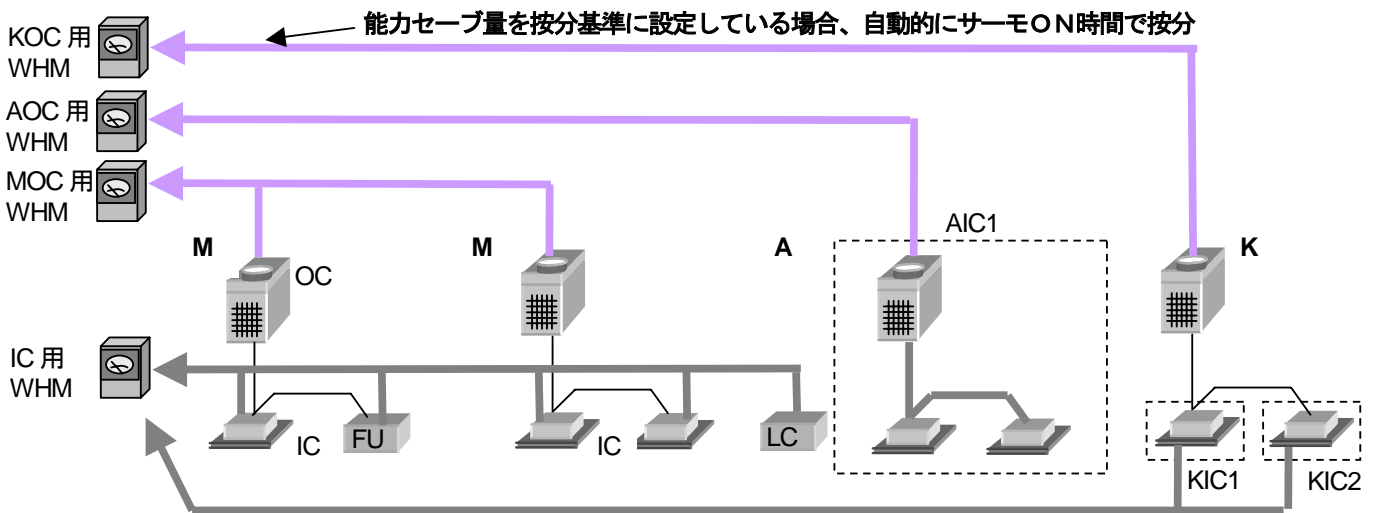 能力セーブ量を按分基準に設定している場合、自動的にサーモON時間で按分
KOC 用
WHM
AOC 用
WHM
MOC 用
WHM
M
OC
M
A
AIC1
K
IC 用
WHM
IC
FU
IC
LC
KIC1
KIC2